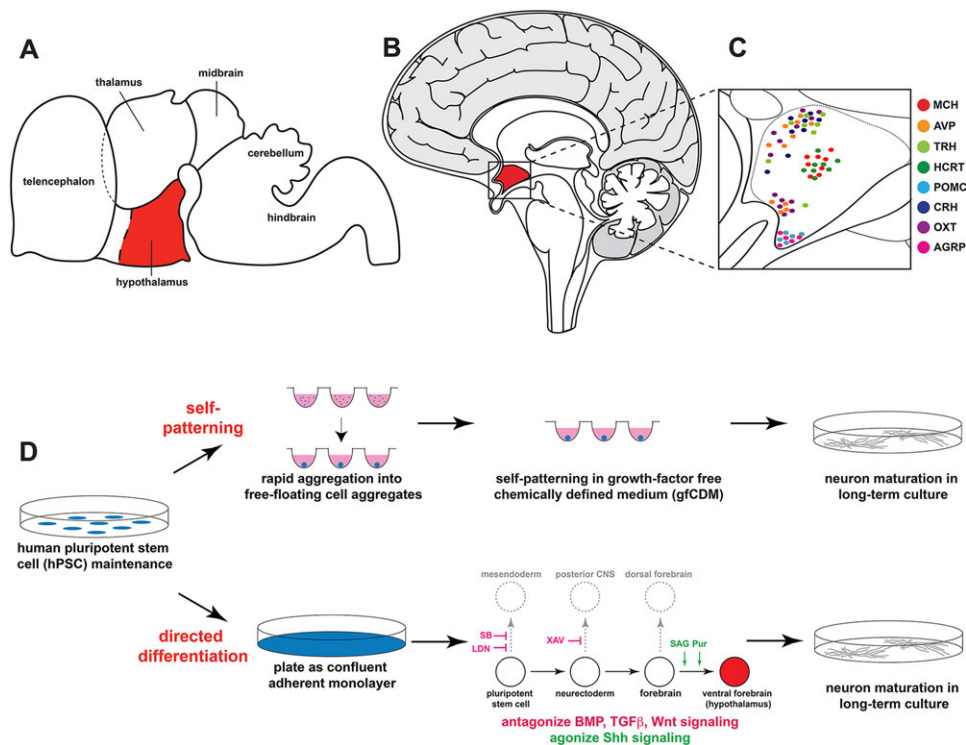 A
thalamus
midbrain
telencephalon
cerebellum
hindbrain
hypothalamus
B
C
MCH
AVP
TRH
HCRT
POMC
CRH
OXT
AGRP
D
self-
patterning
rapid aggregation into
free-floating cell aggregates
self-patterning in growth-factor free
chemically defined medium (gfCDM)
neuron maturation in
long-term culture
human pluripotent stem
cell (hPSC) maintenance
directed
differentiation
plate as confluent
adherent monolayer
mesendoderm
posterior CNS
dorsal forebrain
SB
LDN
XAV
SAG Pur
pluripotent
stem cell
neurectoderm
forebrain
ventral forebrain
(hypothalamus)
antagonize BMP, TGFβ, Wnt signaling
agonize Shh signaling
neuron maturation in
long-term culture